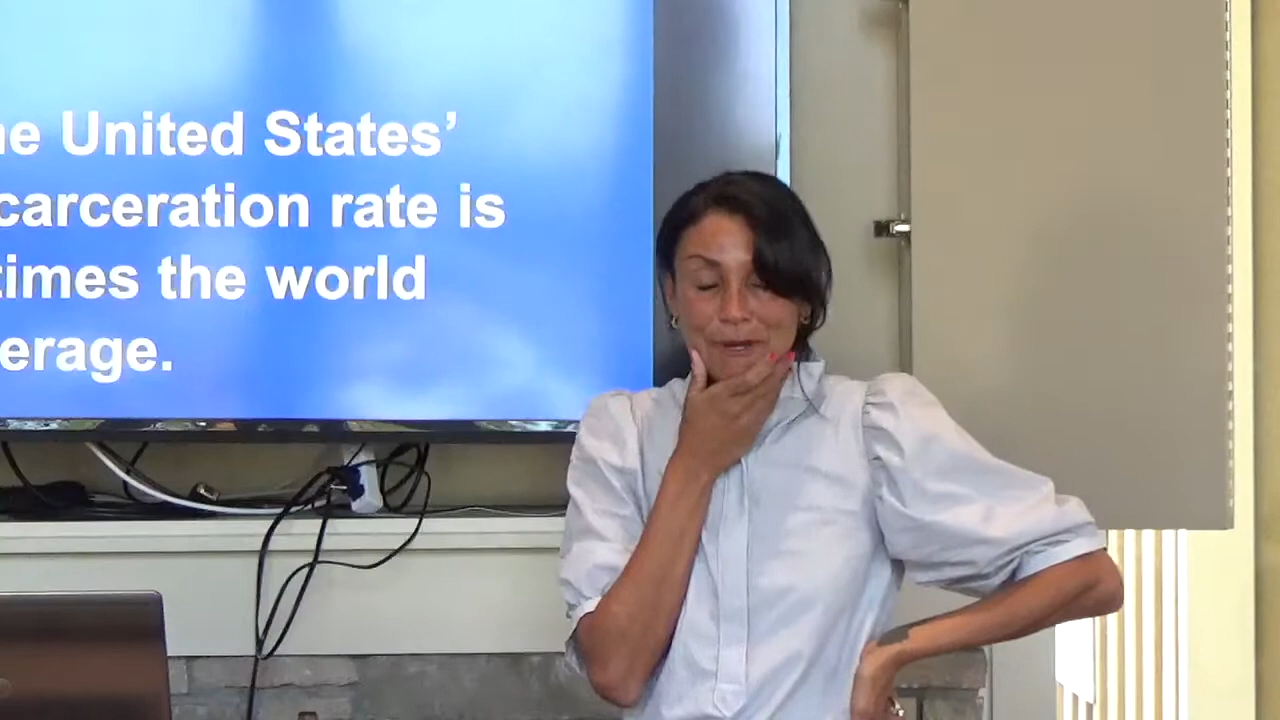 he United States’
carceration rate is
times the world
erage.